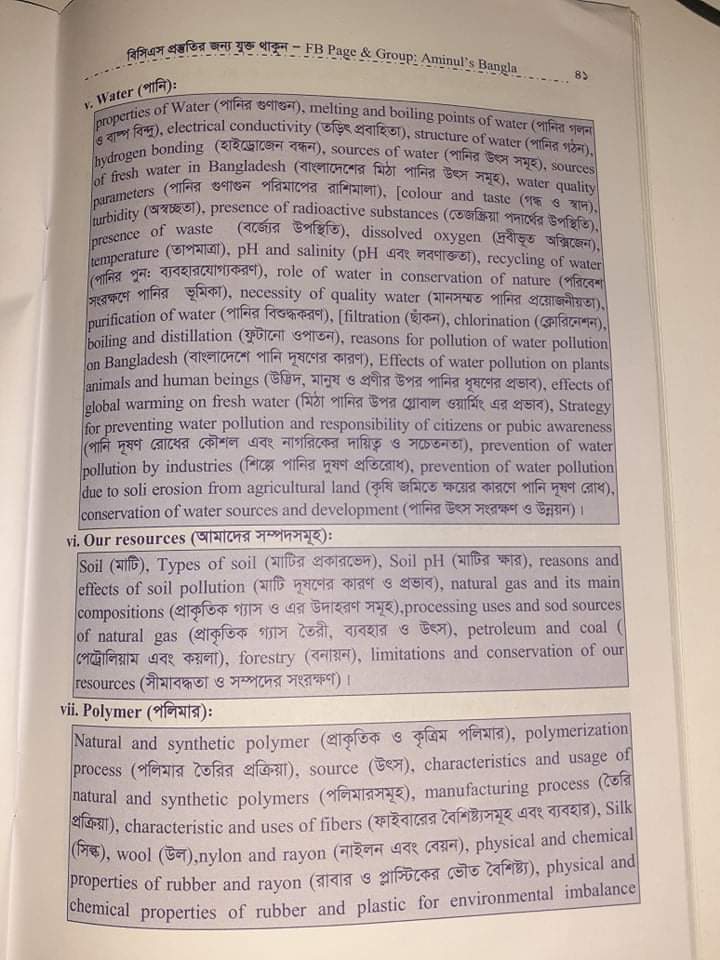 বিসিএস প্রস্তুতির জন্য যুক্ত থাকুন – FB Page & Group: Aminul's Bangla
৪১
v. Water (পানি):
properties of Water (পানির গুণাগুন), melting and boiling points of water (পানির গলন
ও বাষ্প বিন্দু), electrical conductivity (তড়িৎ প্রবাহিতা), structure of water (পানির গঠন),
hydrogen bonding (হাইড্রোজেন বন্ধন), sources of water (পানির উৎস সমূহ), sources
of fresh water in Bangladesh (বাংলাদেশের মিঠা পানির উৎস সমূহ), water quality
parameters (পানির গুণাগুন পরিমাপের রাশিমালা), [colour and taste (গন্ধ ও স্বাদ),
turbidity (অস্বচ্ছতা), presence of radioactive substances (তেজক্রিয়া পদার্থের উপস্থিতি),
presence of waste (বর্জ্যের উপস্থিতি), dissolved oxygen (দ্রবীভূত অক্সিজেন),
temperature (তাপমাত্রা), pH and salinity (pH এবং লবণাক্ততা), recycling of water
(পানির পুন: ব্যবহারযোগ্যকরণ), role of water in conservation of nature (পরিবেশ
সংরক্ষণে পানির ভূমিকা), necessity of quality water (মানসম্মত পানির প্রয়োজনীয়তা),
purification of water (পানির বিশুদ্ধকরণ), [filtration (ছাঁকন), chlorination (ক্লোরিনেশন),
boiling and distillation (ফুটানো ওপাতন), reasons for pollution of water pollution
on Bangladesh (বাংলাদেশে পানি দূষণের কারণ), Effects of water pollution on plants
animals and human beings (উদ্ভিদ, মানুষ ও প্রণীর উপর পানির ধূষণের প্রভাব), effects of
global warming on fresh water (মিঠা পানির উপর গ্লোবাল ওয়ার্মিং এর প্রভাব), Strategy
for preventing water pollution and responsibility of citizens or pubic awareness
(পানি দূষণ রোধের কৌশল এবং নাগরিকের দায়িত্ব ও সচেতনতা), prevention of water
pollution by industries (শিল্পে পানির দুষণ প্রতিরোধ), prevention of water pollution
due to soli erosion from agricultural land (কৃষি জমিতে ক্ষয়ের কারণে পানি দূষণ রোধ),
conservation of water sources and development (পানির উৎস সংরক্ষণ ও উন্নয়ন)।
vi. Our resources (আমাদের সম্পদসমূহ):
Soil (মাটি), Types of soil (মাটির প্রকারভেদ), Soil pH (মাটির ক্ষার), reasons and
effects of soil pollution (মাটি দূষণের কারণ ও প্রভাব), natural gas and its main
compositions (প্রাকৃতিক গ্যাস ও এর উদাহরণ সমূহ),processing uses and sod sources
of natural gas (প্রাকৃতিক গ্যাস তৈরী, ব্যবহার ও উৎস), petroleum and coal (
পেট্রোলিয়াম এবং কয়লা), forestry (বনায়ন), limitations and conservation of our
resources (সীমাবদ্ধতা ও সম্পদের সংরক্ষণ)।
vii. Polymer (পলিমার):
Natural and synthetic polymer (প্রাকৃতিক ও কৃত্রিম পলিমার), polymerization
process (পলিমার তৈরির প্রক্রিয়া), source (উৎস), characteristics and usage of
natural and synthetic polymers (পলিমারসমূহ), manufacturing process (তৈরি
প্রক্রিয়া), characteristic and uses of fibers (ফাইবারের বৈশিষ্ট্যসমূহ এবং ব্যবহার), Silk
(সিল্ক), wool (উল),nylon and rayon (নাইলন এবং বেয়ন), physical and chemical
properties of rubber and rayon (রাবার ও প্লাস্টিকের ভৌত বৈশিষ্ট্য), physical and
chemical properties of rubber and plastic for environmental imbalance